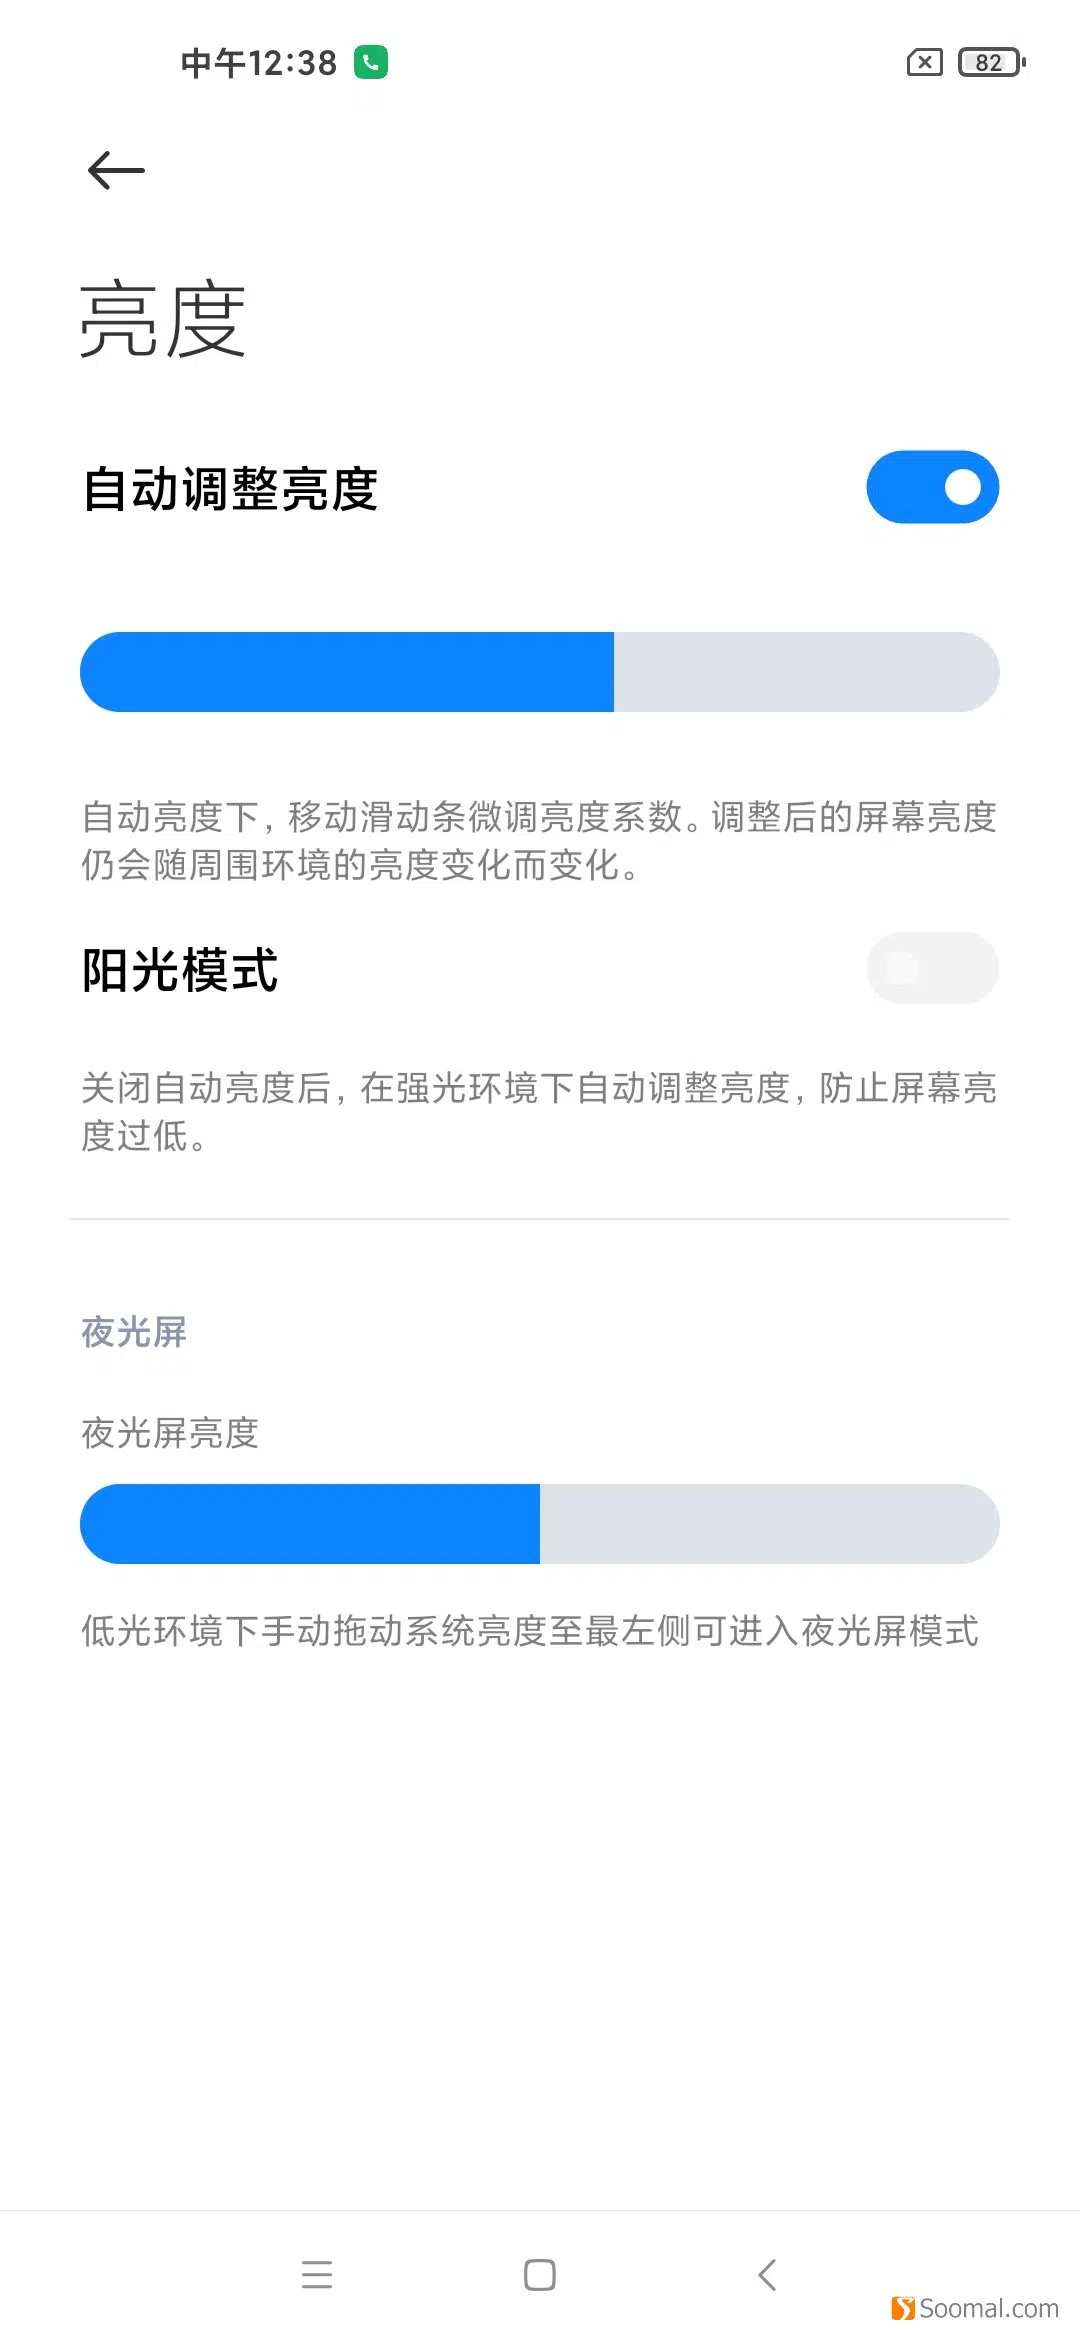 中午12:38
82
亮度
自动调整亮度
自动亮度下，移动滑动条微调亮度系数。调整后的屏幕亮度
仍会随周围环境的亮度变化而变化。
阳光模式
关闭自动亮度后，在强光环境下自动调整亮度，防止屏幕亮
度过低。
夜光屏
夜光屏亮度
低光环境下手动拖动系统亮度至最左侧可进入夜光屏模式
Soomal.com